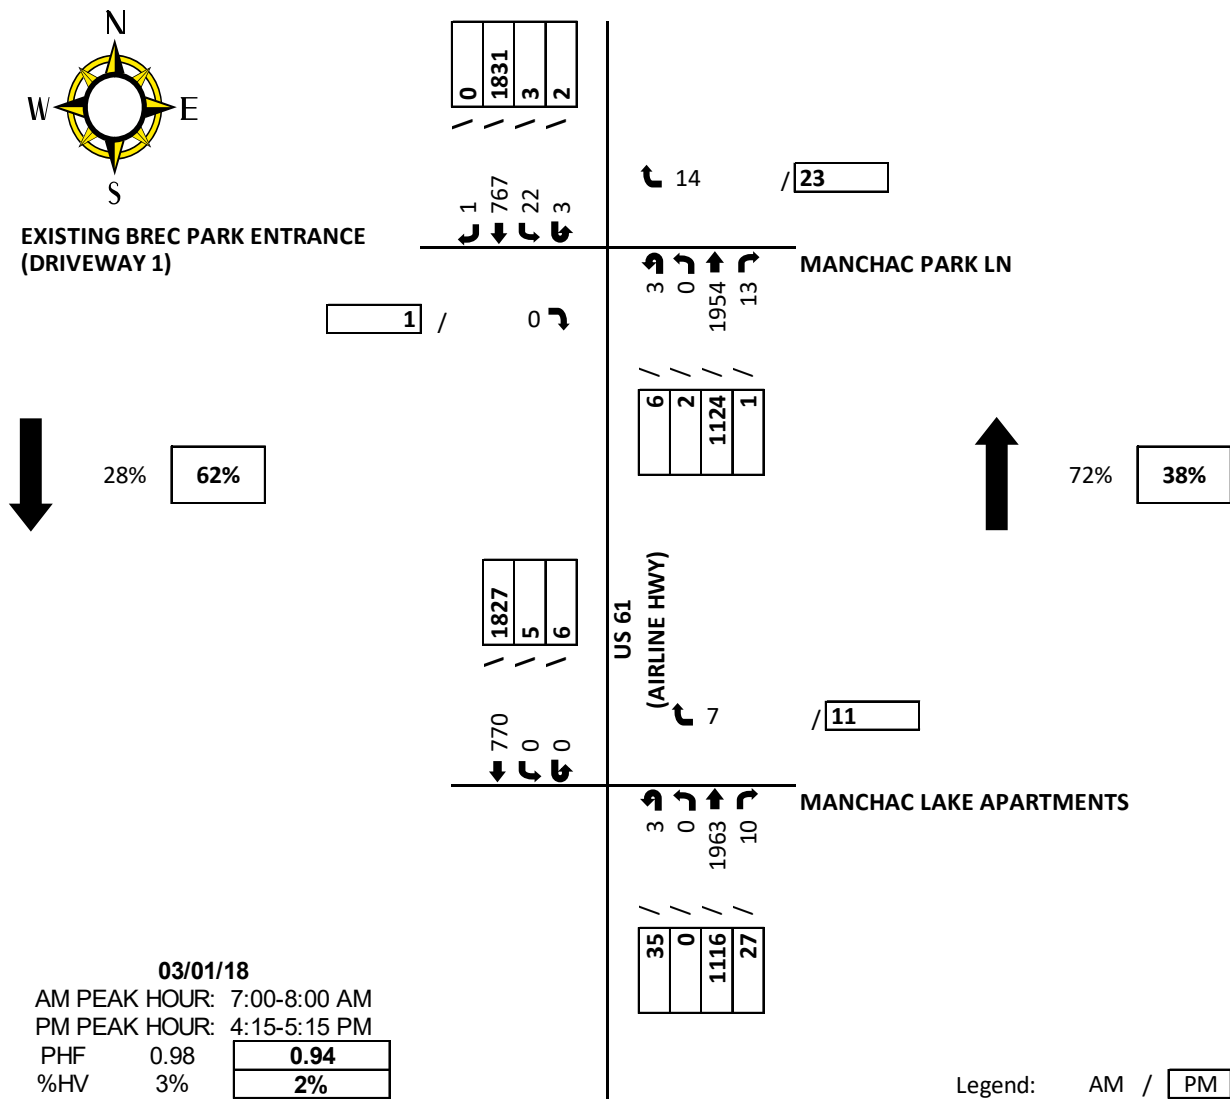 N
W E
S
0 1831 3 2
/ / / /
1 767 22 3
14 / 23
EXISTING BREC PARK ENTRANCE
(DRIVEWAY 1)
MANCHAC PARK LN
3 0 1954 13
1 / 0
/ / / /
6 2 1124 1
28% 62%
72% 38%
1827 5 6
/ / /
US 61
(AIRLINE HWY)
770 0 0
7 / 11
MANCHAC LAKE APARTMENTS
3 0 1963 10
/ / / /
35 0 1116 27
03/01/18
AM PEAK HOUR: 7:00-8:00 AM
PM PEAK HOUR: 4:15-5:15 PM
PHF 0.98 0.94
%HV 3% 2%
Legend: AM / PM